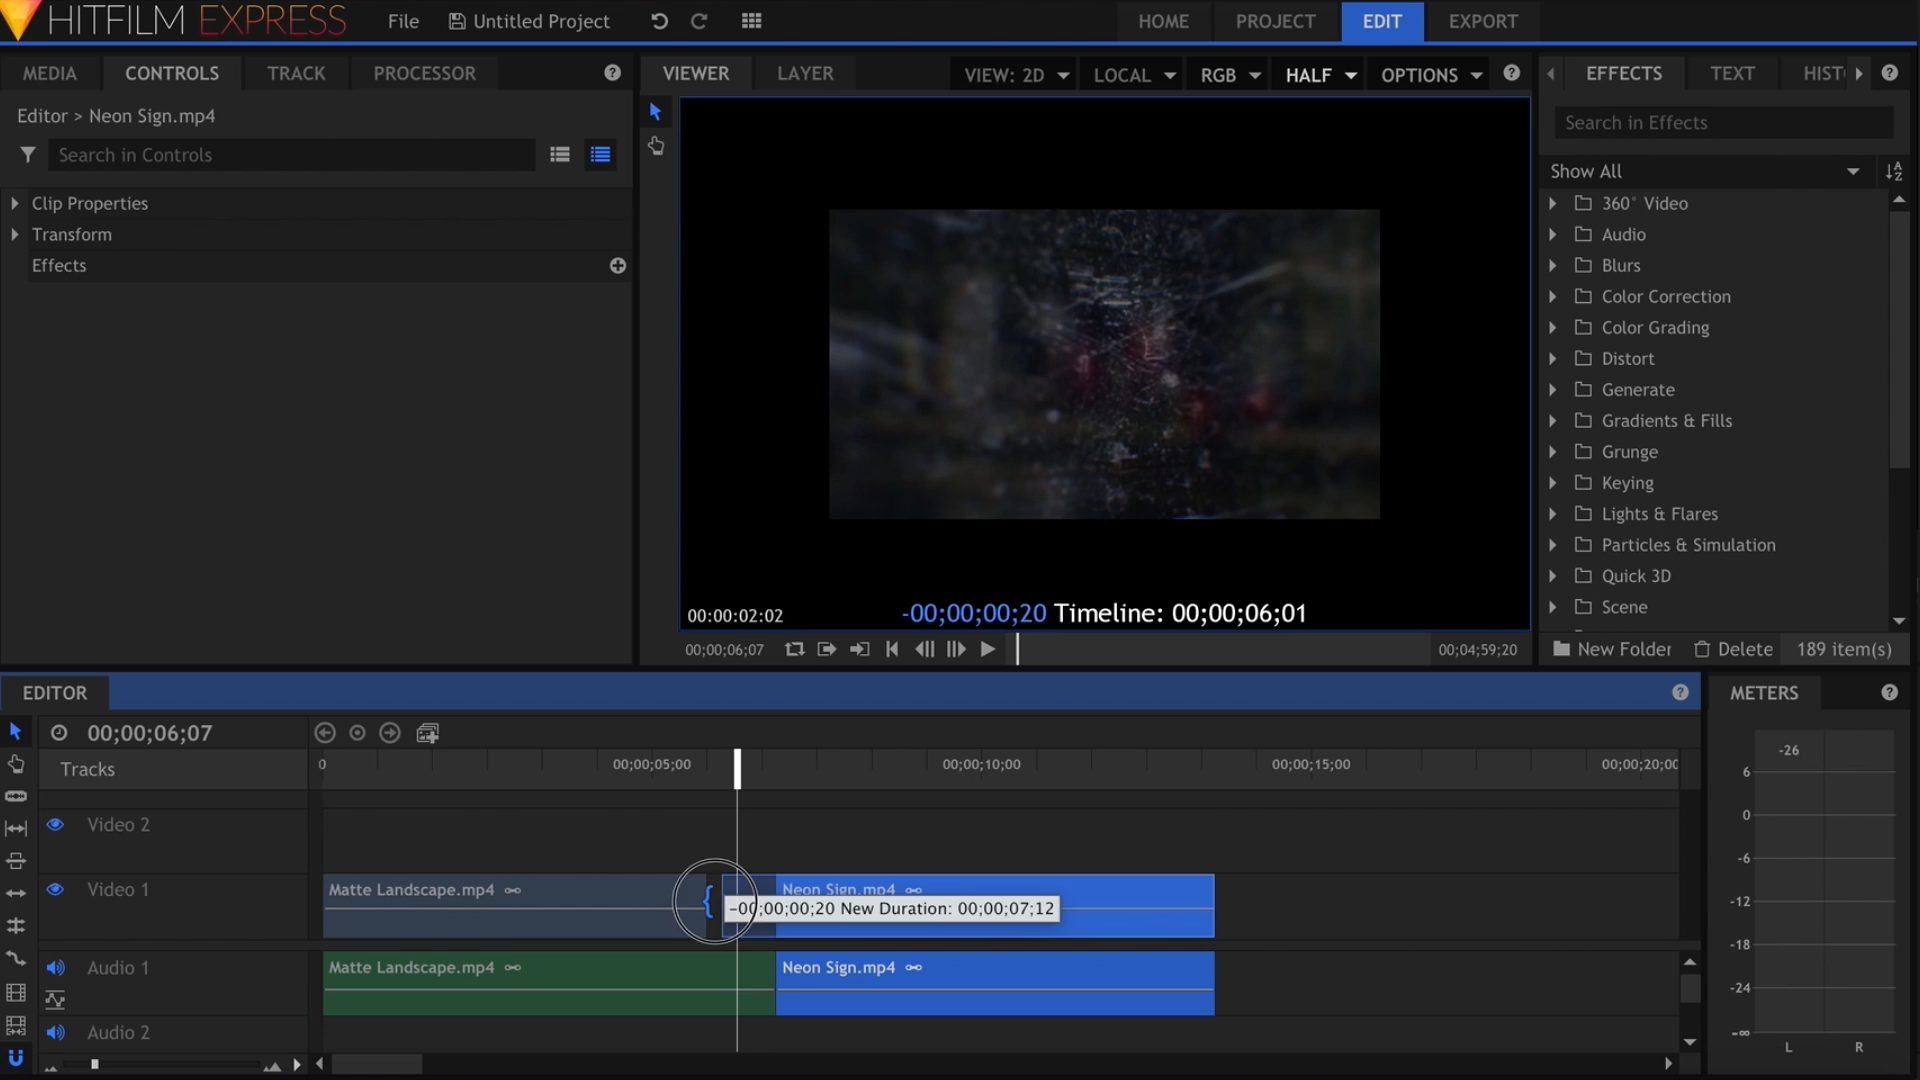 HITFILM EXPRESS
File
Untitled Project
HOME
PROJECT
EDIT
EXPORT
MEDIA
CONTROLS
TRACK
PROCESSOR
Editor > Neon Sign.mp4
Search in Controls
Clip Properties
Transform
Effects
VIEWER
LAYER
VIEW: 2D
LOCAL
RGB
HALF
OPTIONS
00:00:02:02
-00;00;00;20 Timeline: 00;00;06;01
00;00;06;07
00;04;59;20
EFFECTS
TEXT
HIST
Search in Effects
Show All
360° Video
Audio
Blurs
Color Correction
Color Grading
Distort
Generate
Gradients & Fills
Grunge
Keying
Lights & Flares
Particles & Simulation
Quick 3D
Scene
New Folder
Delete
189 item(s)
EDITOR
00;00;06;07
Tracks
0
00;00;05;00
00;00;10;00
00;00;15;00
00;00;20;00
Video 2
Video 1
Matte Landscape.mp4
Neon Sign.mp4
-00;00;00;20 New Duration: 00;00;07;12
Audio 1
Matte Landscape.mp4
Neon Sign.mp4
Audio 2
METERS
-26
6
0
-6
-12
-18
-24
-∞
L
R